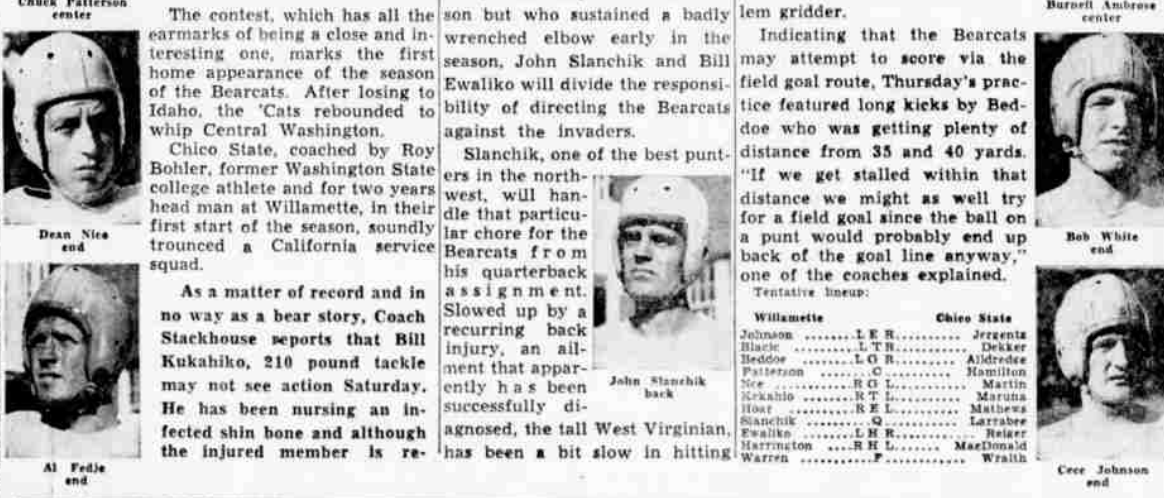 Chuck Patterson
center
Dean Nice
end
Al Fedje
end
The contest, which has all the
earmarks of being a close and in-
teresting one, marks the first
home appearance of the season
of the Bearcats. After losing to
Idaho, the 'Cats rebounded to
whip Central Washington.
Chico State, coached by Roy
Bohler, former Washington State
college athlete and for two years
head man at Willamette, in their
first start of the season, soundly
trounced a California service
squad.
As a matter of record and in
no way as a bear story, Coach
Stackhouse reports that Bill
Kukahiko, 210 pound tackle
may not see action Saturday.
He has been nursing an in-
fected shin bone and although
the injured member is re-
son but who sustained a badly
wrenched elbow early in the
season, John Slanchik and Bill
Ewaliko will divide the responsi-
bility of directing the Bearcats
against the invaders.
Slanchik, one of the best punt-
ers in the north-
west, will han-
dle that particu-
lar chore for the
Bearcats from
his quarterback
assignment.
Slowed up by a
recurring back
injury, an ail-
ment that appar-
ently has been
successfully di-
agnosed, the tall West Virginian,
has been a bit slow in hitting
John Slanchik
back
lem gridder.
Indicating that the Bearcats
may attempt to score via the
field goal route, Thursday's prac-
tice featured long kicks by Bed-
doe who was getting plenty of
distance from 35 and 40 yards.
"If we get stalled within that
distance we might as well try
for a field goal since the ball on
a punt would probably end up
back of the goal line anyway,"
one of the coaches explained.
Tentative lineup:
Willamette Chico State
Johnson ........L E R.......... Jergentz
Blacic .........L T R.......... Dekker
Beddoe ........L G R.......... Alldredge
Patterson ..........C............ Hamilton
Nce ..........R G L.......... Martin
Kekahio .......R T L.......... Maruna
Hoar ..........R E L.......... Mathews
Slanchik ..........Q............ Larrabee
Ewaliko ........L H R.......... Reiger
Harrington .....R H L...... MacDonald
Warren ............F............ Wraith
Burnell Ambrose
center
Bob White
end
Cece Johnson
end